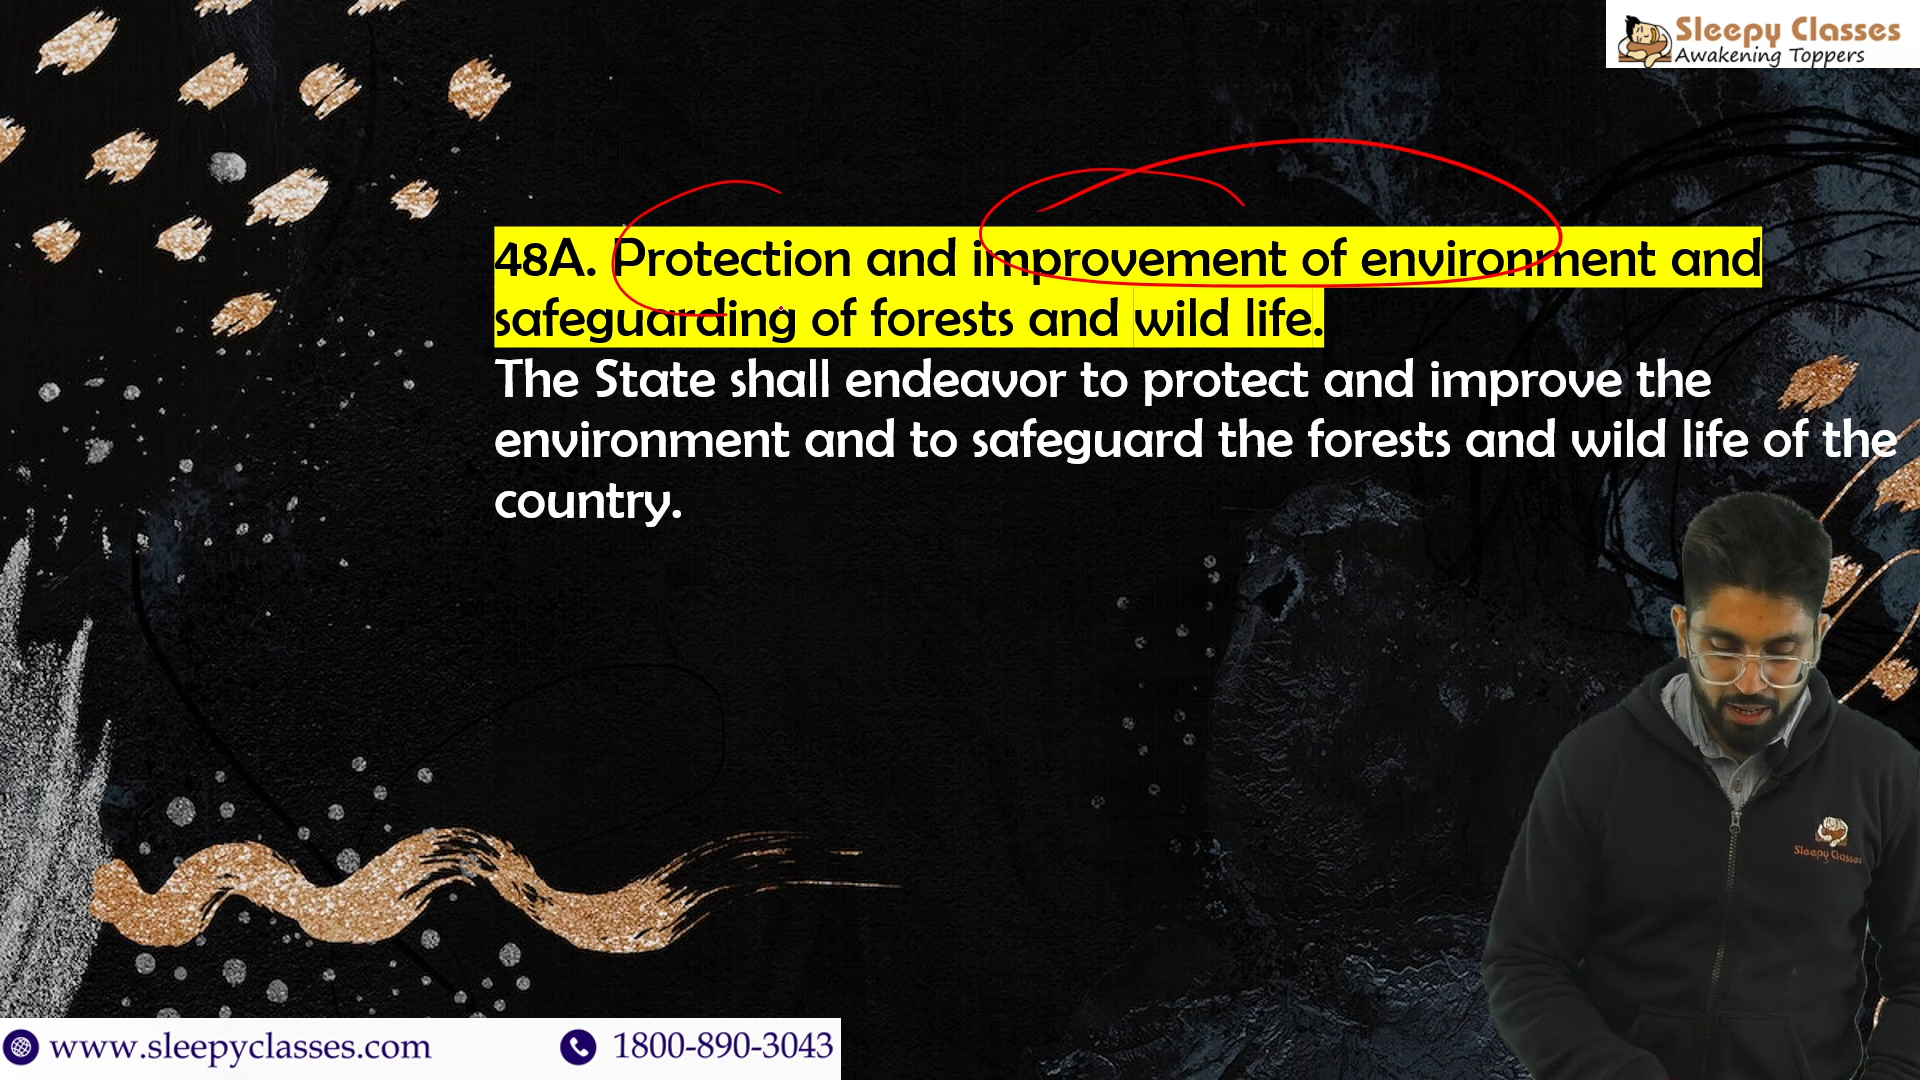 Sleepy Classes
Awakening Toppers
48A. Protection and improvement of environment and
safeguarding of forests and wild life.
The State shall endeavor to protect and improve the
environment and to safeguard the forests and wild life of the
country.
Sleepy Classes
www.sleepyclasses.com
1800-890-3043